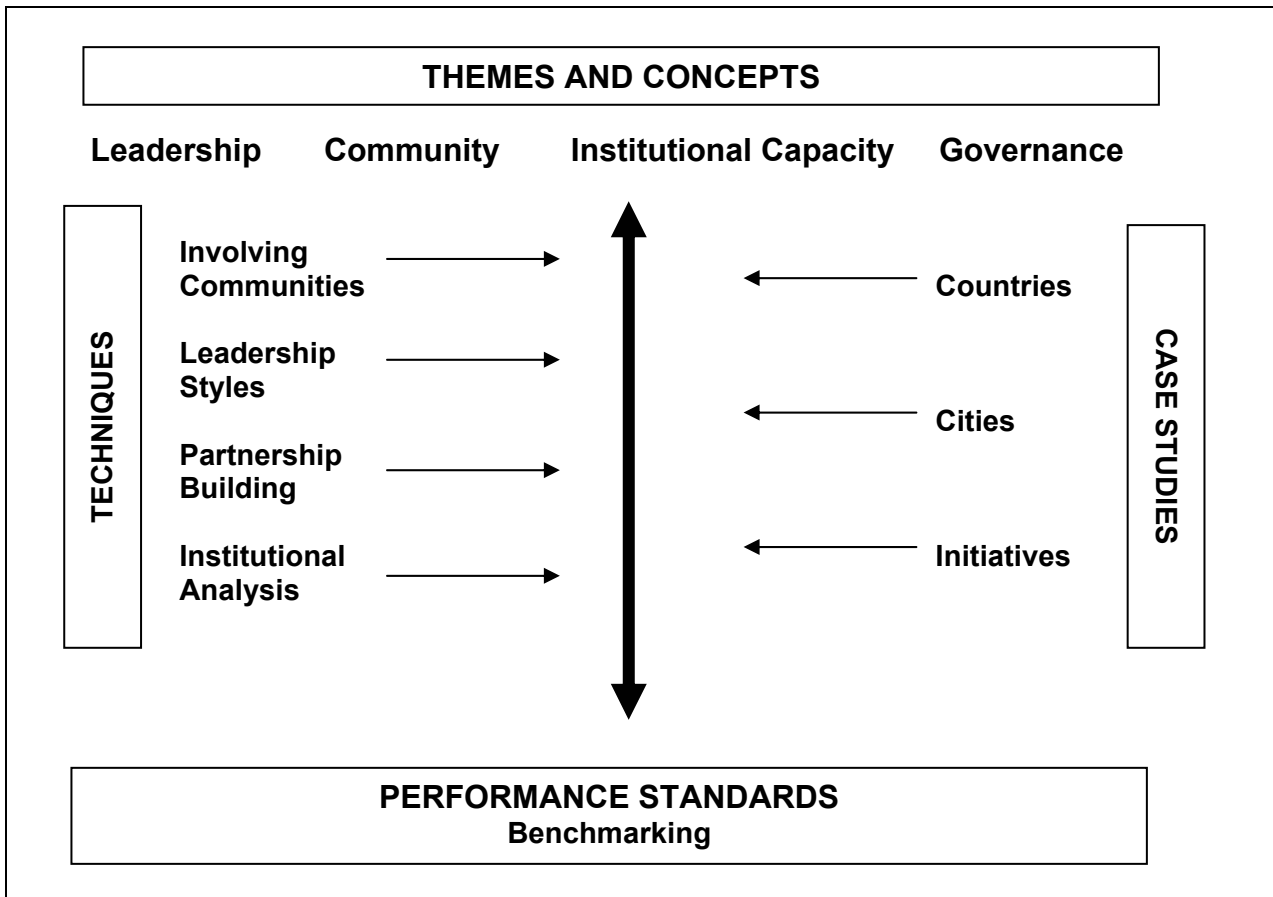 THEMES AND CONCEPTS
Leadership Community Institutional Capacity Governance
TECHNIQUES
Involving
Communities
Leadership
Styles
Partnership
Building
Institutional
Analysis
Countries
Cities
Initiatives
CASE STUDIES
PERFORMANCE STANDARDS
Benchmarking